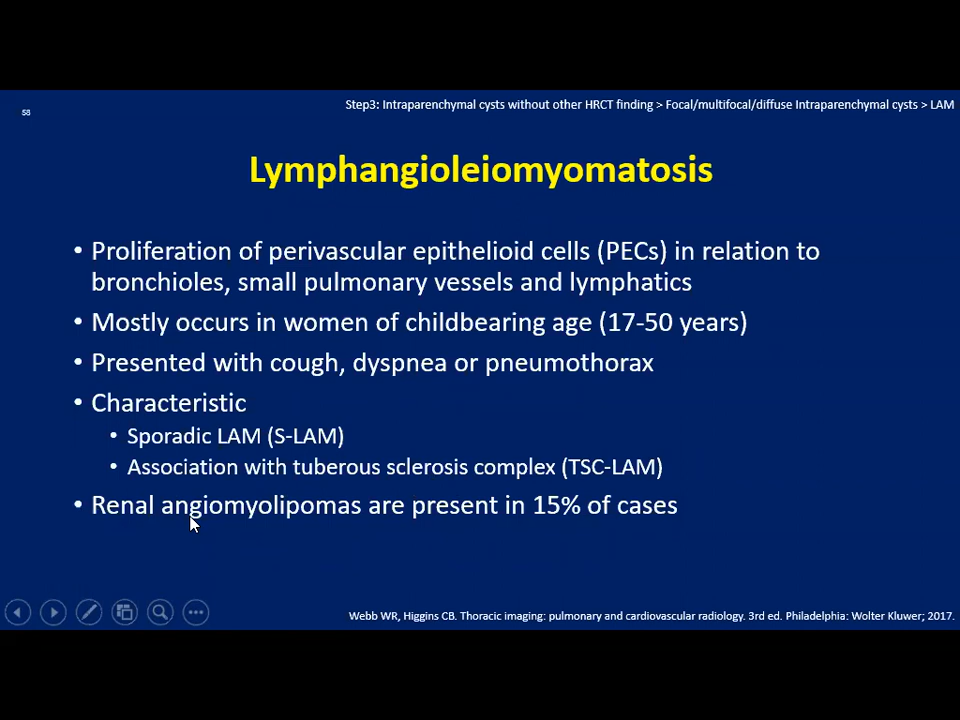 58
Step3: Intraparenchymal cysts without other HRCT finding > Focal/multifocal/diffuse Intraparenchymal cysts > LAM
Lymphangioleiomyomatosis
• Proliferation of perivascular epithelioid cells (PECs) in relation to
bronchioles, small pulmonary vessels and lymphatics
• Mostly occurs in women of childbearing age (17-50 years)
• Presented with cough, dyspnea or pneumothorax
• Characteristic
• Sporadic LAM (S-LAM)
• Association with tuberous sclerosis complex (TSC-LAM)
• Renal angiomyolipomas are present in 15% of cases
Webb WR, Higgins CB. Thoracic imaging: pulmonary and cardiovascular radiology. 3rd ed. Philadelphia: Wolter Kluwer; 2017.